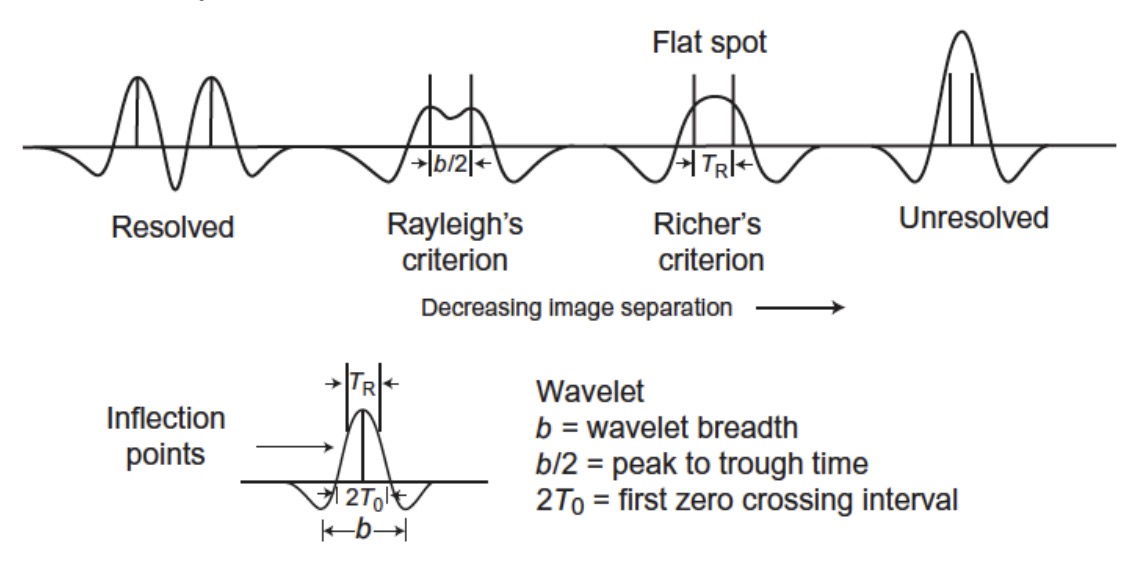 Flat spot
b/2
T_R
Resolved
Rayleigh's
criterion
Richer's
criterion
Unresolved
Decreasing image separation
T_R
Inflection
points
2T_0
b
Wavelet
b = wavelet breadth
b/2 = peak to trough time
2T_0 = first zero crossing interval